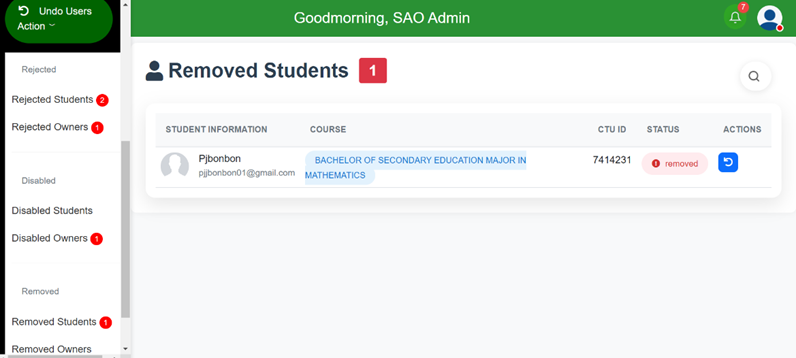 Undo Users
Action
Goodmorning, SAO Admin
7
Rejected
Rejected Students 2
Rejected Owners 1
Disabled
Disabled Students
Disabled Owners 1
Removed
Removed Students 1
Removed Owners
Removed Students 1
STUDENT INFORMATION COURSE CTU ID STATUS ACTIONS
Pjbonbon
pjjbonbon01@gmail.com
BACHELOR OF SECONDARY EDUCATION MAJOR IN
MATHEMATICS
7414231
removed